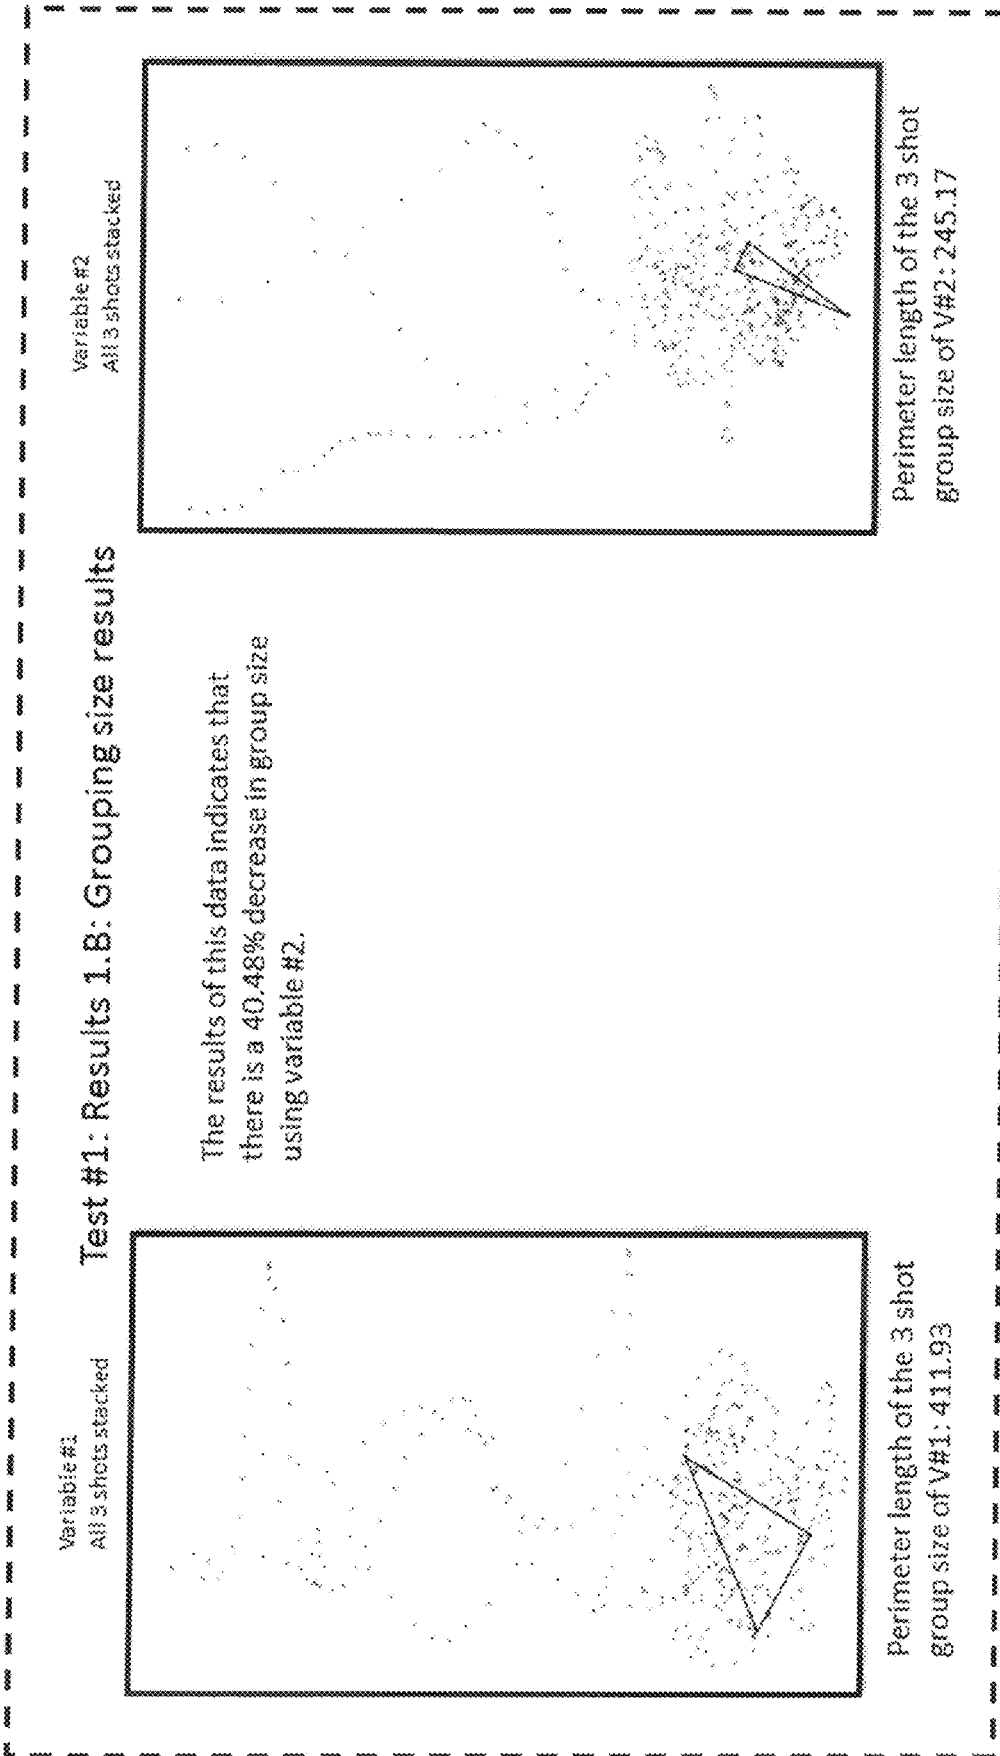 Test #1: Results 1.B: Grouping size results
Variable#1
All 3 shots stacked
Perimeter length of the 3 shot
group size of V#1: 411.93
The results of this data indicates that
there is a 40.48% decrease in group size
using variable #2.
Variable#2
All 3 shots stacked
Perimeter length of the 3 shot
group size of V#2: 245.17